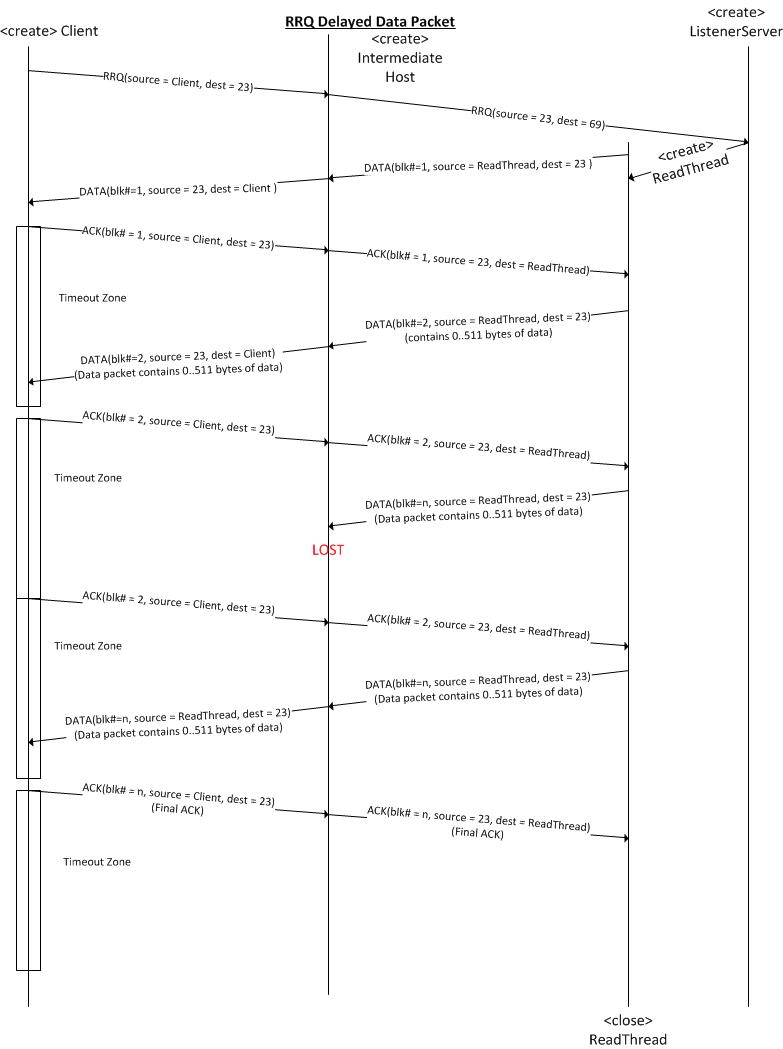 RRQ Delayed Data Packet
<create> Client
<create>
Intermediate
Host
<create>
ListenerServer
RRQ(source = Client, dest = 23)
RRQ(source = 23, dest = 69)
<create>
ReadThread
DATA(blk#=1, source = ReadThread, dest = 23 )
DATA(blk#=1, source = 23, dest = Client )
ACK(blk# = 1, source = Client, dest = 23)
ACK(blk# = 1, source = 23, dest = ReadThread)
Timeout Zone
DATA(blk#=2, source = ReadThread, dest = 23)
(contains 0..511 bytes of data)
DATA(blk#=2, source = 23, dest = Client)
(Data packet contains 0..511 bytes of data)
ACK(blk# = 2, source = Client, dest = 23)
ACK(blk# = 2, source = 23, dest = ReadThread)
Timeout Zone
DATA(blk#=n, source = ReadThread, dest = 23)
(Data packet contains 0..511 bytes of data)
LOST
ACK(blk# = 2, source = Client, dest = 23)
ACK(blk# = 2, source = 23, dest = ReadThread)
Timeout Zone
DATA(blk#=n, source = ReadThread, dest = 23)
(Data packet contains 0..511 bytes of data)
DATA(blk#=n, source = ReadThread, dest = 23)
(Data packet contains 0..511 bytes of data)
ACK(blk# = n, source = Client, dest = 23)
(Final ACK)
ACK(blk# = n, source = 23, dest = ReadThread)
(Final ACK)
Timeout Zone
<close>
ReadThread